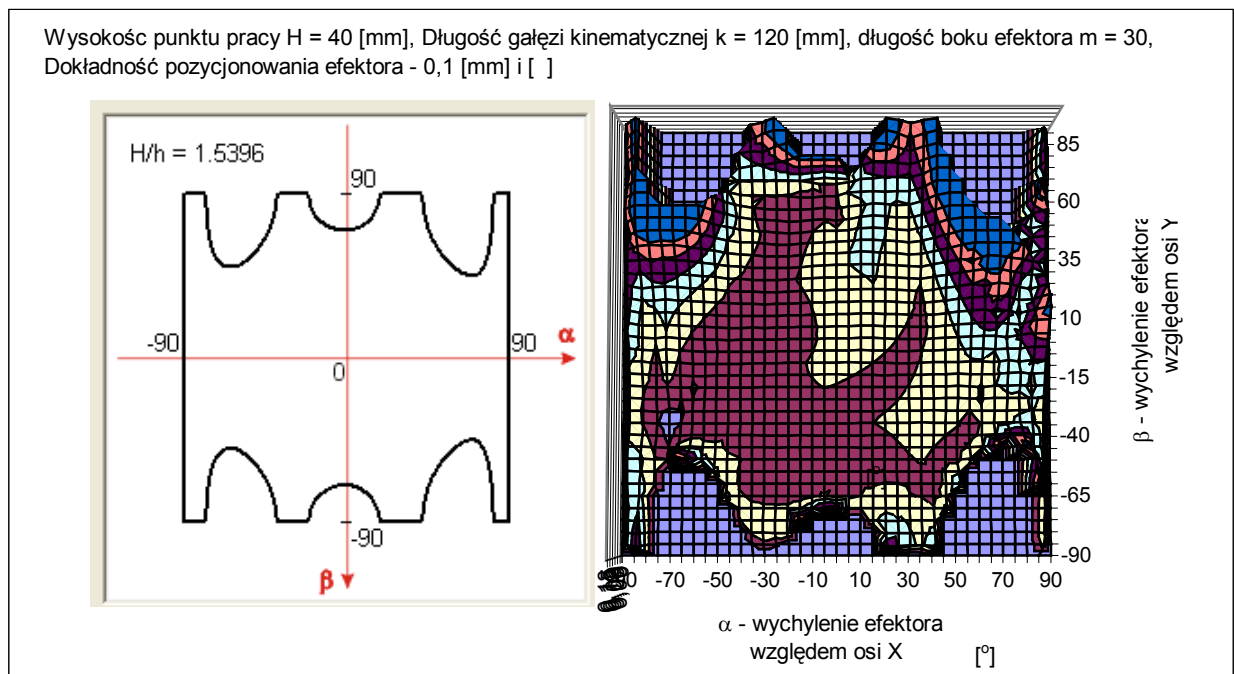 Wysokośc punktu pracy H = 40 [mm], Długość gałęzi kinematycznej k = 120 [mm], długość boku efektora m = 30,
Dokładność pozycjonowania efektora - 0,1 [mm] i [ ]
H/h = 1.5396
90
-90
90
α
0
-90
β
85
60
35
10
-15
-40
-65
-90
β - wychylenie efektora
względem osi Y
-70 -50 -30 -10 10 30 50 70 90
α - wychylenie efektora
względem osi X [o]